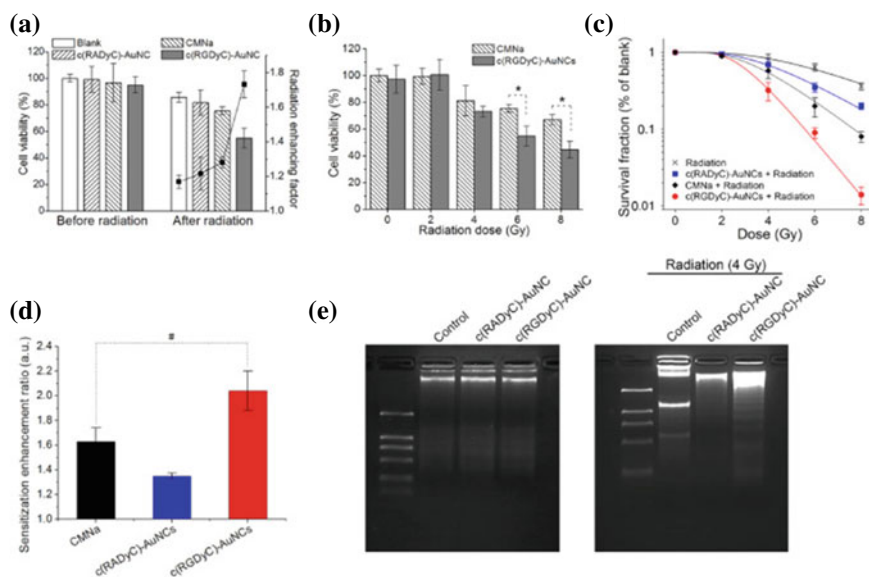 (a)
Blank
CMNa
c(RADyC)-AuNC
c(RGDyC)-AuNC
120
100
80
60
40
20
0
Cell viability (%)
1.8
1.6
1.4
1.2
1.0
Radiation enhancing factor
Before radiation
After radiation
(b)
CMNa
c(RGDyC)-AuNCs
120
100
80
60
40
20
0
Cell viability (%)
*
*
0 2 4 6 8
Radiation dose (Gy)
(c)
1
0.1
0.01
Survival fraction (% of blank)
Radiation
c(RADyC)-AuNCs + Radiation
CMNa + Radiation
c(RGDyC)-AuNCs + Radiation
0 2 4 6 8
Dose (Gy)
(d)
2.4
2.2
2.0
1.8
1.6
1.4
1.2
1.0
Sensitization enhancement ratio (a.u.)
#
CMNa
c(RADyC)-AuNCs
c(RGDyC)-AuNCs
(e)
Control
c(RADyC)-AuNC
c(RGDyC)-AuNC
Radiation (4 Gy)
Control
c(RADyC)-AuNC
c(RGDyC)-AuNC